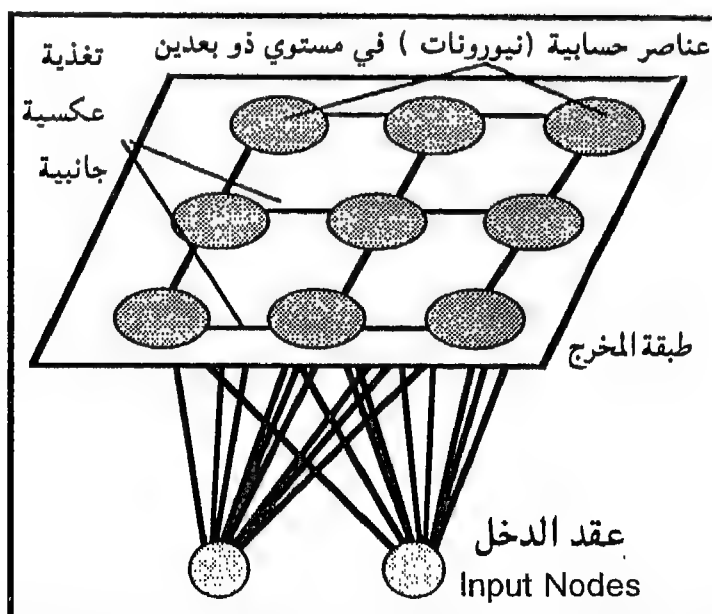 عناصر حسابية (نيورونات ) في مستوي ذو بعدين
تغذية
عكسية
جانبية
طبقة المخرج
عقد الدخل
Input Nodes